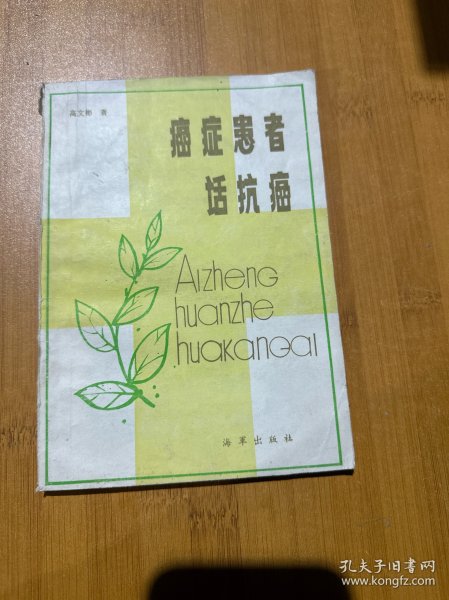 高文彬 著
癌症患者
话抗癌
Aizheng
huanzhe
huakangai
海军出版社
孔夫子旧书网
www.kongfz.com